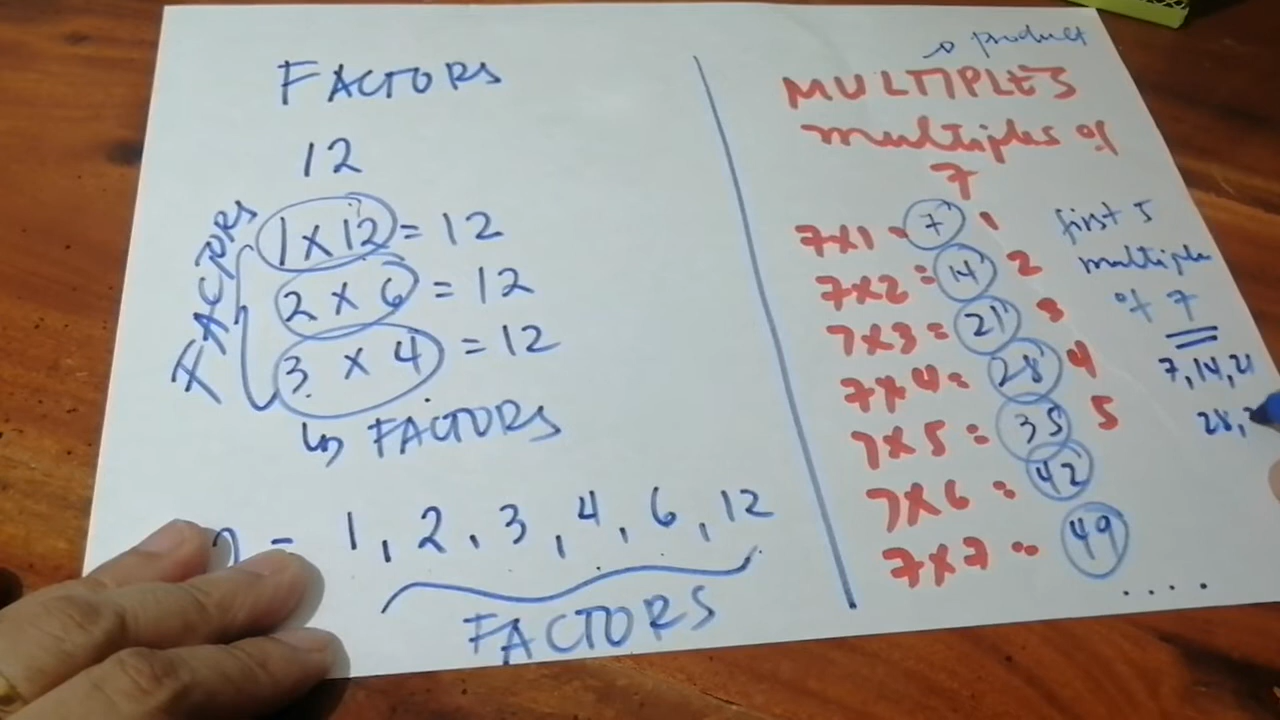 FACTORS
12
1 x 12 = 12
2 x 6 = 12
3 x 4 = 12
FACTORS
↳ FACTORS
- 1, 2, 3, 4, 6, 12
FACTORS
→ product
MULTIPLES
multiples of
7
7x1 = 7 1
7x2 = 14 2
7x3 = 21 3
7x4 = 28 4
7x5 = 35 5
7x6 = 42
7x7 = 49
....
first 5
multiple
of 7
7, 14, 21
28,